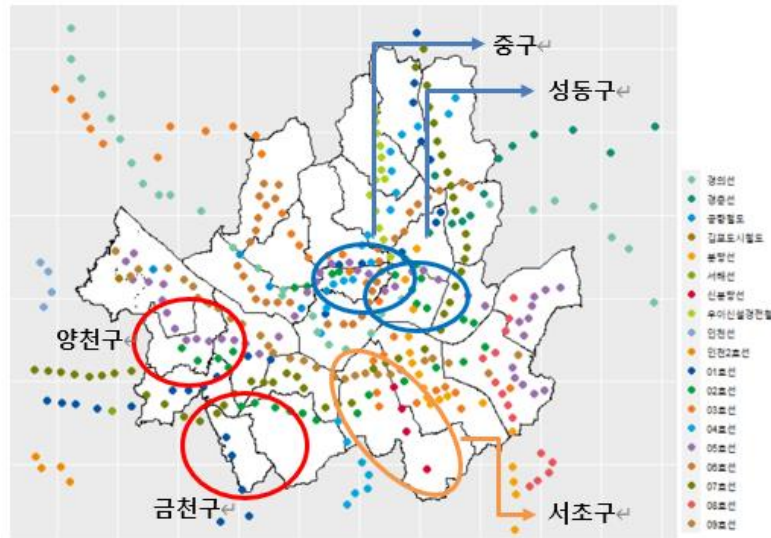 중구↵
성동구↵
양천구↵
금천구↵
서초구↵
경의선
경춘선
공항철도
김포도시철도
분당선
서해선
신분당선
우이신설경전철
인천선
인천2호선
01호선
02호선
03호선
04호선
05호선
06호선
07호선
08호선
09호선